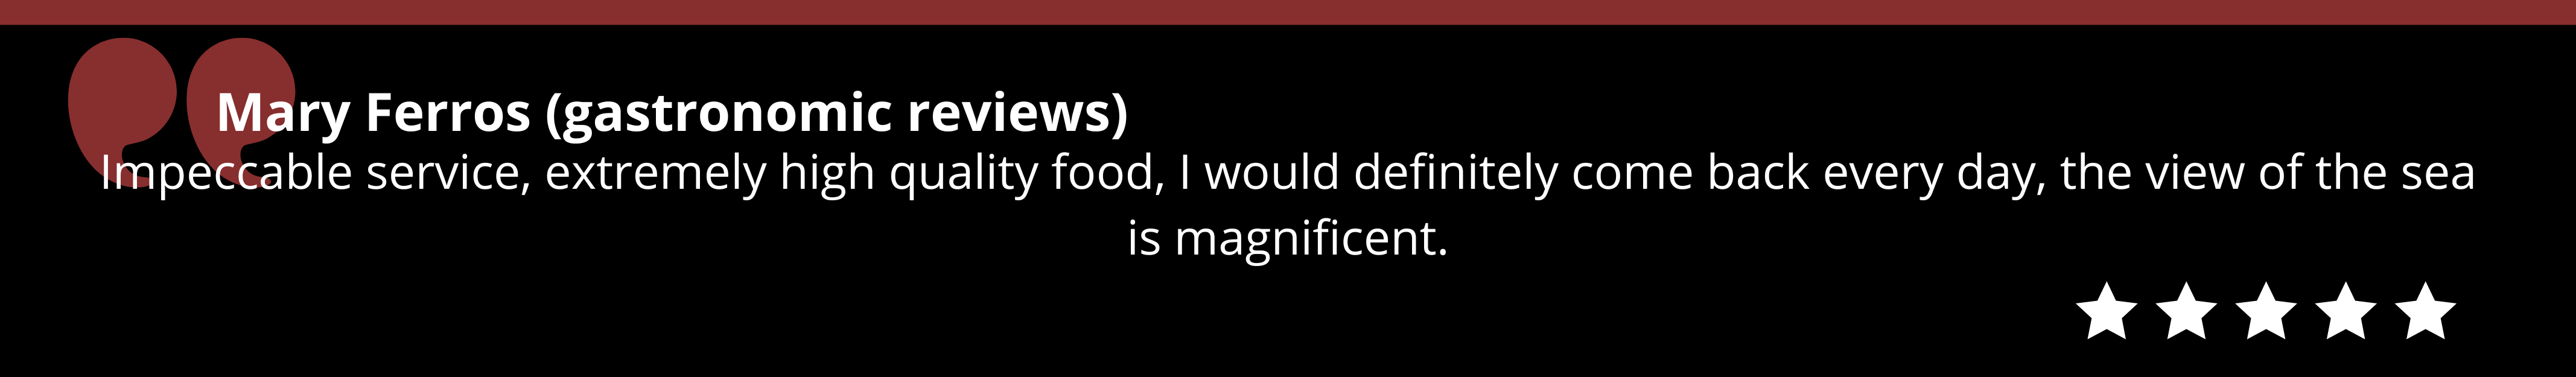 Mary Ferros (gastronomic reviews)
Impeccable service, extremely high quality food, I would definitely come back every day, the view of the sea
is magnificent.